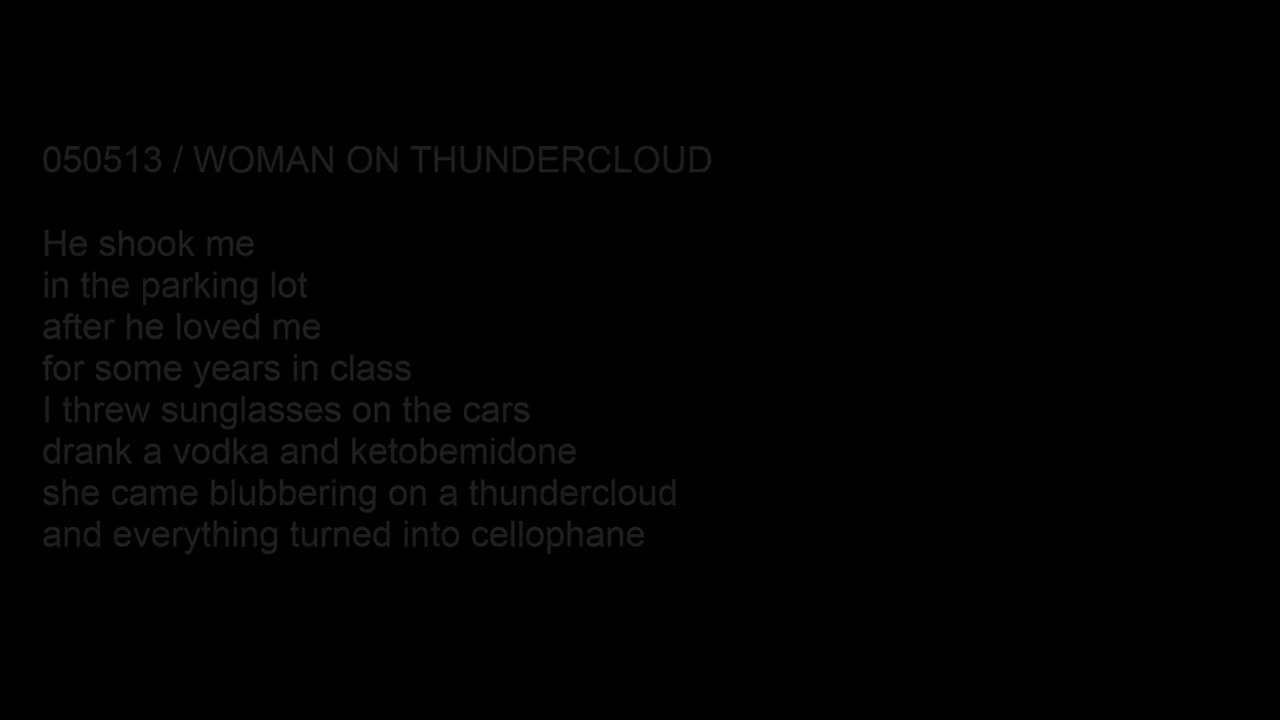 050513 / WOMAN ON THUNDERCLOUD
He shook me
in the parking lot
after he loved me
for some years in class
I threw sunglasses on the cars
drank a vodka and ketobemidone
she came blubbering on a thundercloud
and everything turned into cellophane